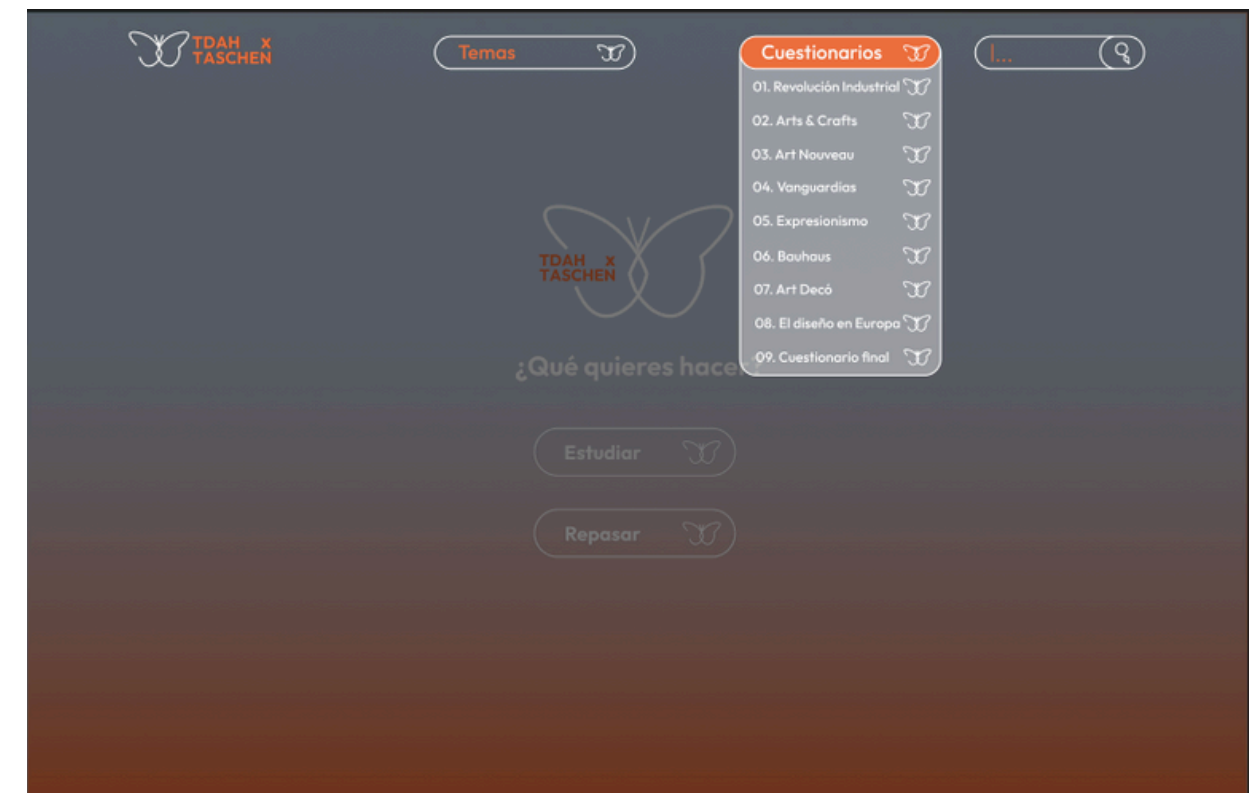 TDAH x
TASCHEN
Temas
Cuestionarios
|...
01. Revolución Industrial
02. Arts & Crafts
03. Art Nouveau
04. Vanguardias
05. Expresionismo
06. Bauhaus
07. Art Decó
08. El diseño en Europa
09. Cuestionario final
TDAH x
TASCHEN
¿Qué quieres hacer?
Estudiar
Repasar